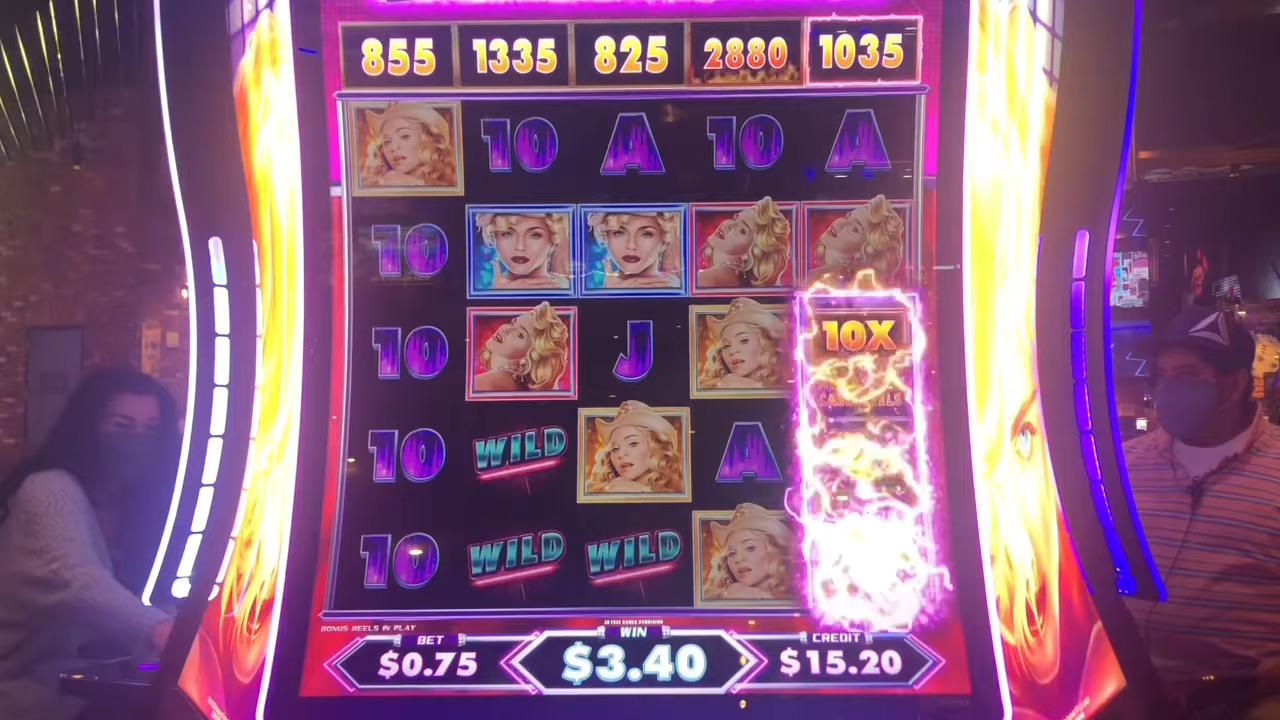 855 1335 825 2880 1035
10 A 10 A
10
10 J 10X
10 WILD A
10 WILD WILD
BONUS REELS IN PLAY
BET WIN CREDIT
$0.75 $3.40 $15.20